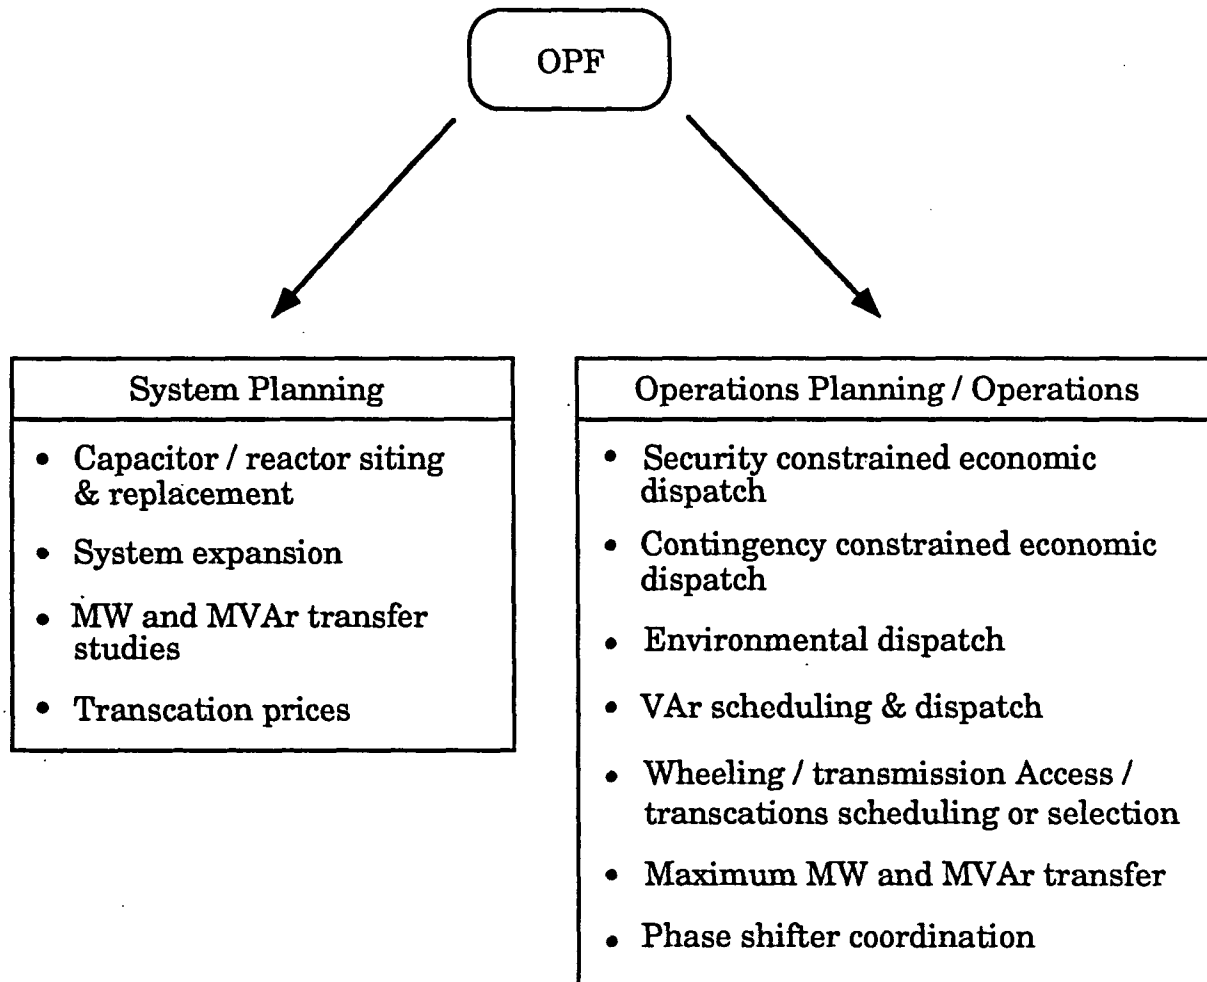 OPF
System Planning
• Capacitor / reactor siting
& replacement
• System expansion
• MW and MVAr transfer
studies
• Transcation prices
Operations Planning / Operations
• Security constrained economic
dispatch
• Contingency constrained economic
dispatch
• Environmental dispatch
• VAr scheduling & dispatch
• Wheeling / transmission Access /
transcations scheduling or selection
• Maximum MW and MVAr transfer
• Phase shifter coordination